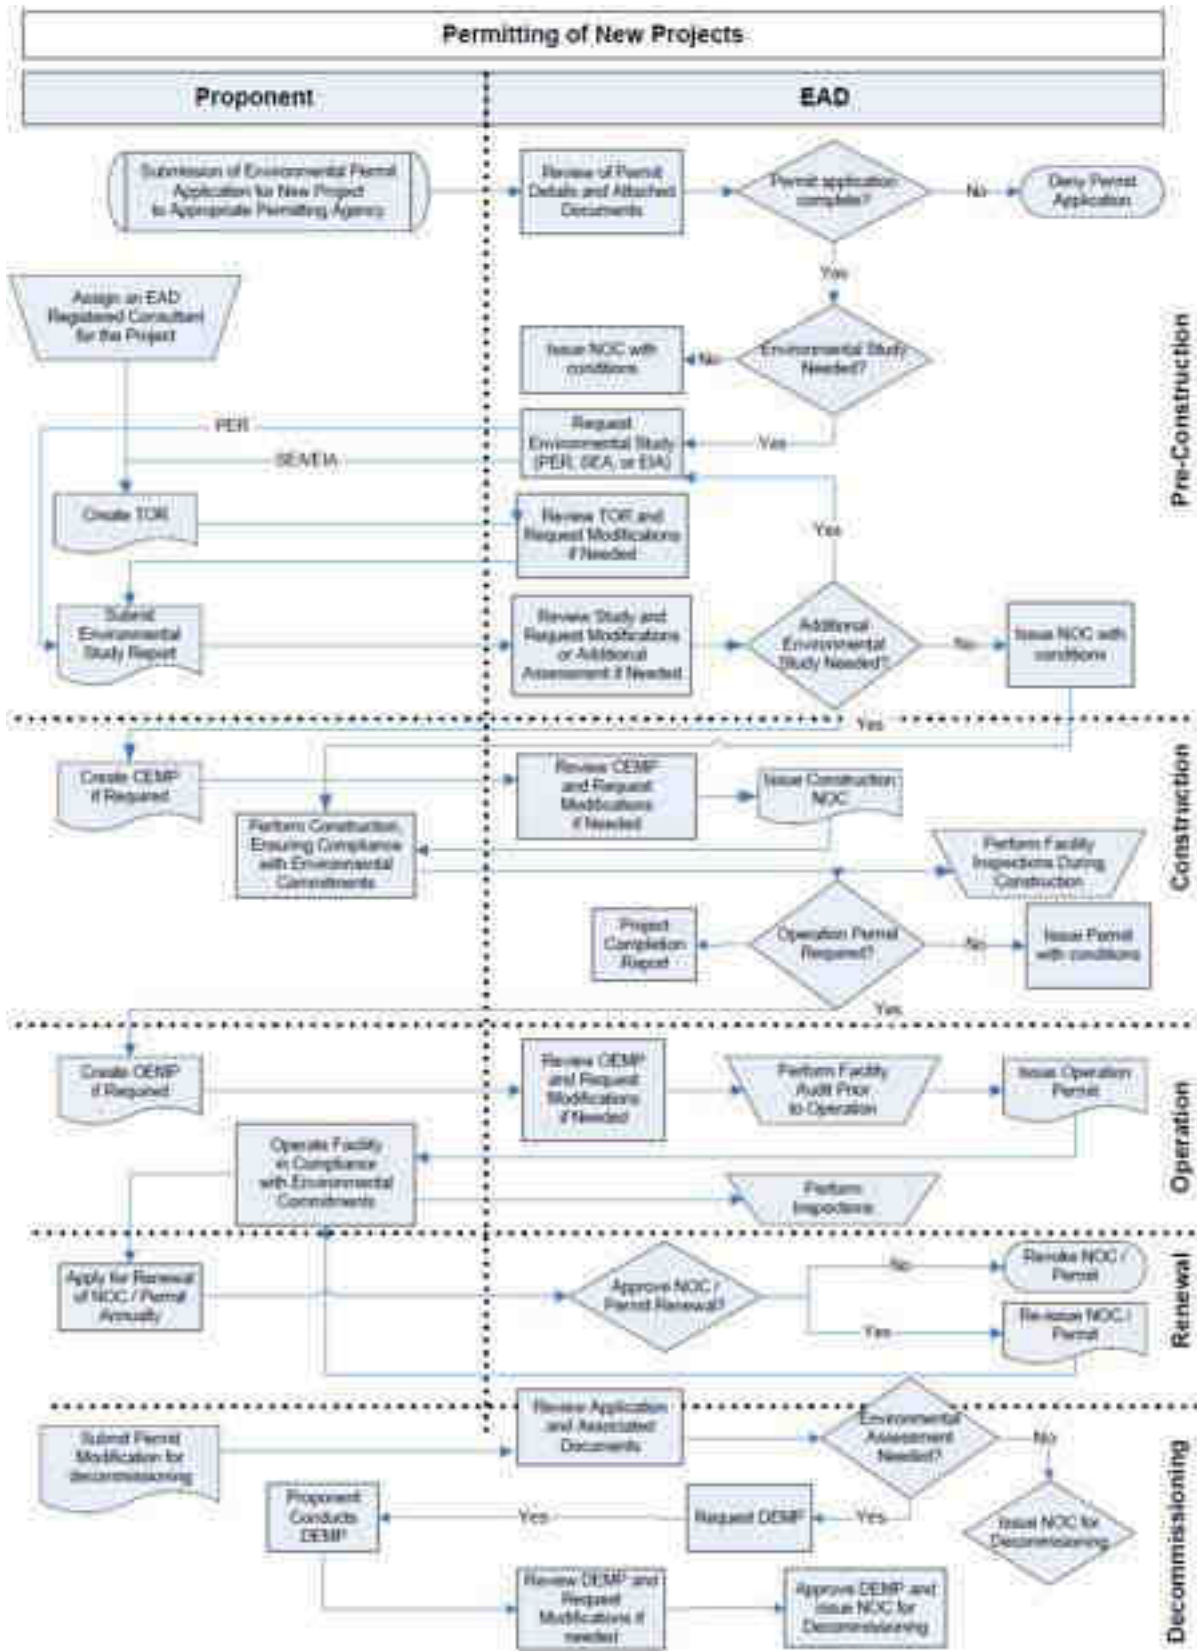 Permitting of New Projects
Proponent
EAD
Submission of Environmental Permit
Application for New Project
to Appropriate Permitting Agency
Review of Permit
Details and Attached
Documents
Permit application
complete?
No
Deny Permit
Application
Yes
Assign an EAD
Registered Consultant
for the Project
Issue NOC with
conditions
No
Environmental Study
Needed?
Yes
Request
Environmental Study
(PER, SEA, or EIA)
PER
SEA/EIA
Create TOR
Review TOR and
Request Modifications
if Needed
Yes
Submit
Environmental
Study Report
Review Study and
Request Modifications
or Additional
Assessment if Needed
Additional
Environmental
Study Needed?
No
Issue NOC with
conditions
Pre-Construction
Yes
Create CEMP
if Required
Review CEMP
and Request
Modifications
if Needed
Issue Construction
NOC
Perform Construction,
Ensuring Compliance
with Environmental
Commitments
Perform Facility
Inspections During
Construction
Project
Completion
Report
Operation Permit
Required?
No
Issue Permit
with conditions
Yes
Construction
Create OEMP
if Required
Review OEMP
and Request
Modifications
if Needed
Perform Facility
Audit Prior
to Operation
Issue Operation
Permit
Operate Facility
in Compliance
with Environmental
Commitments
Perform
Inspections
Operation
Apply for Renewal
of NOC / Permit
Annually
Approve NOC /
Permit Renewal?
No
Revoke NOC /
Permit
Yes
Re-issue NOC /
Permit
Renewal
Submit Permit
Modification for
decommissioning
Review Application
and Associated
Documents
Environmental
Assessment
Needed?
No
Issue NOC for
Decommissioning
Yes
Request DEMP
Yes
Proponent
Conducts
DEMP
Review DEMP and
Request
Modifications if
needed
Approve DEMP and
issue NOC for
Decommissioning
Decommissioning